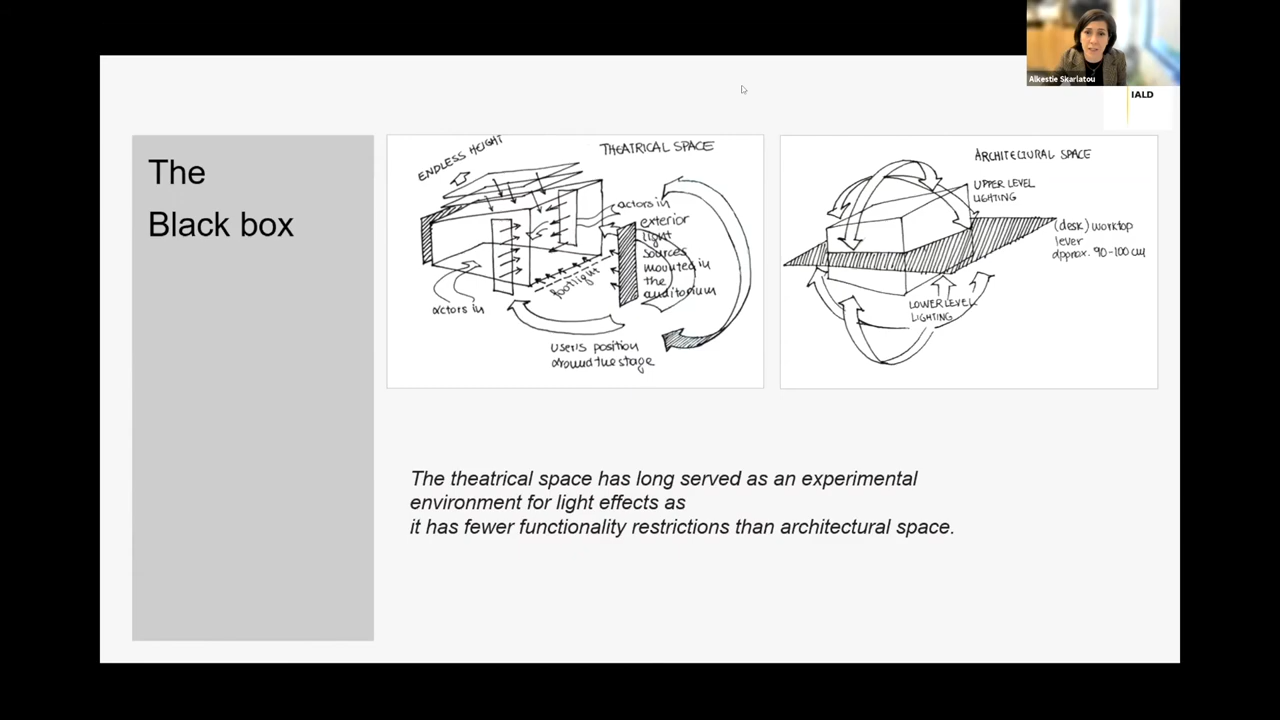 Alkestie Skarlatou
IALD
The
Black box
ENDLESS HEIGHT
THEATRICAL SPACE
actors in
exterior
light
sources
mounted in
the
auditorium
footlight
actors in
user's position
around the stage
ARCHITECTURAL SPACE
UPPER LEVEL
LIGHTING
(desk) worktop
lever
approx. 90-100 cm
LOWER LEVEL
LIGHTING
The theatrical space has long served as an experimental
environment for light effects as
it has fewer functionality restrictions than architectural space.